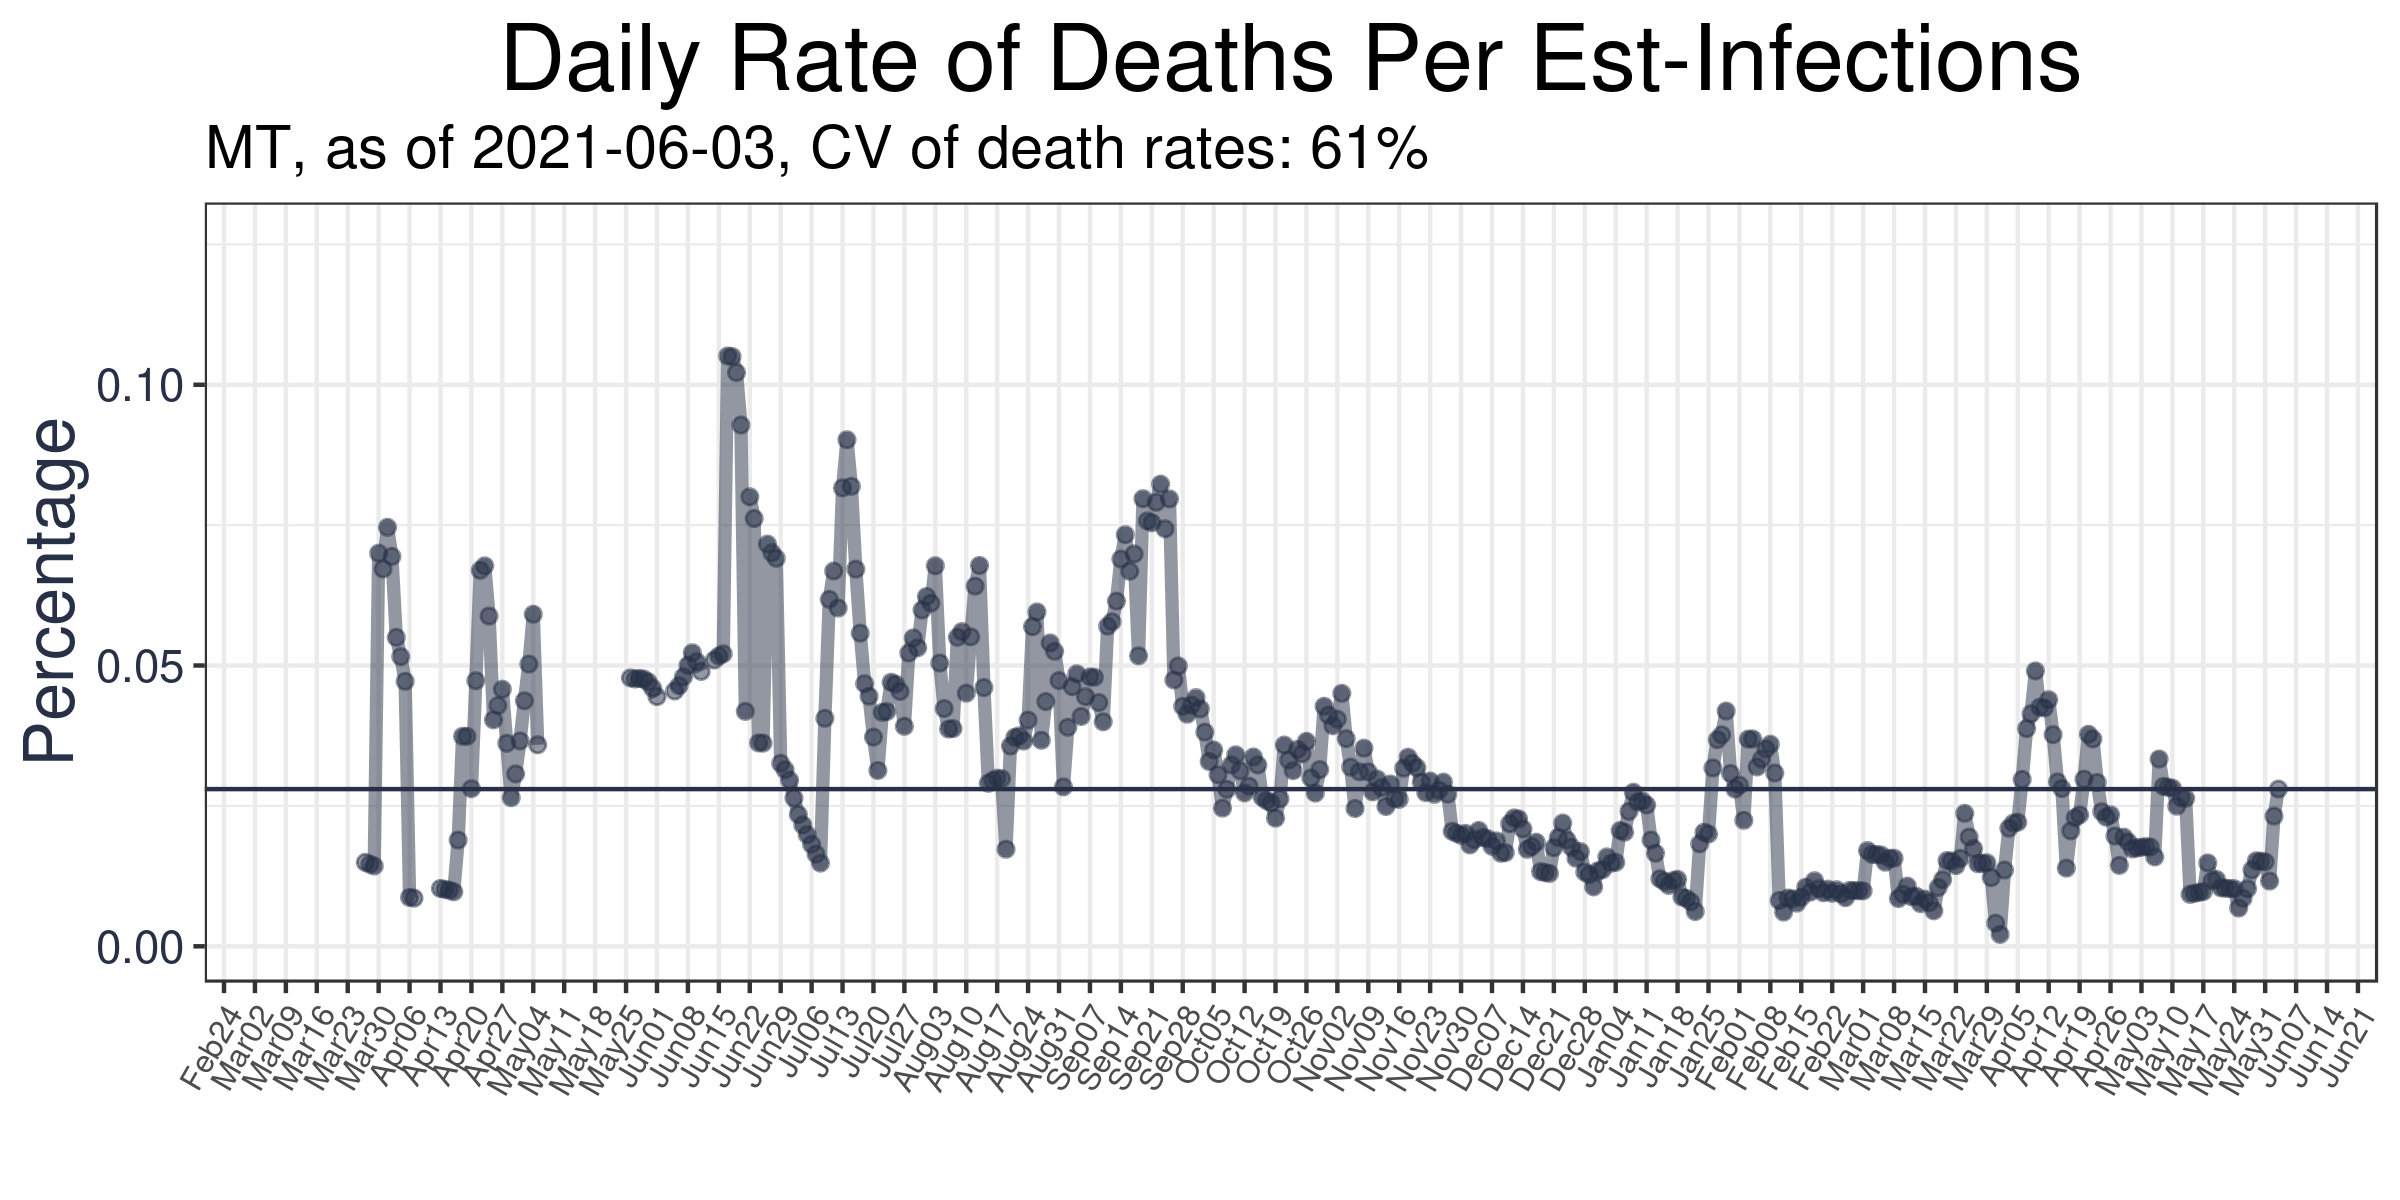 Daily Rate of Deaths Per Est-Infections
MT, as of 2021-06-03, CV of death rates: 61%
Percentage
0.10
0.05
0.00
Feb24
Mar02
Mar09
Mar16
Mar23
Mar30
Apr06
Apr13
Apr20
Apr27
May04
May11
May18
May25
Jun01
Jun08
Jun15
Jun22
Jun29
Jul06
Jul13
Jul20
Jul27
Aug03
Aug10
Aug17
Aug24
Aug31
Sep07
Sep14
Sep21
Sep28
Oct05
Oct12
Oct19
Oct26
Nov02
Nov09
Nov16
Nov23
Nov30
Dec07
Dec14
Dec21
Dec28
Jan04
Jan11
Jan18
Jan25
Feb01
Feb08
Feb15
Feb22
Mar01
Mar08
Mar15
Mar22
Mar29
Apr05
Apr12
Apr19
Apr26
May03
May10
May17
May24
May31
Jun07
Jun14
Jun21